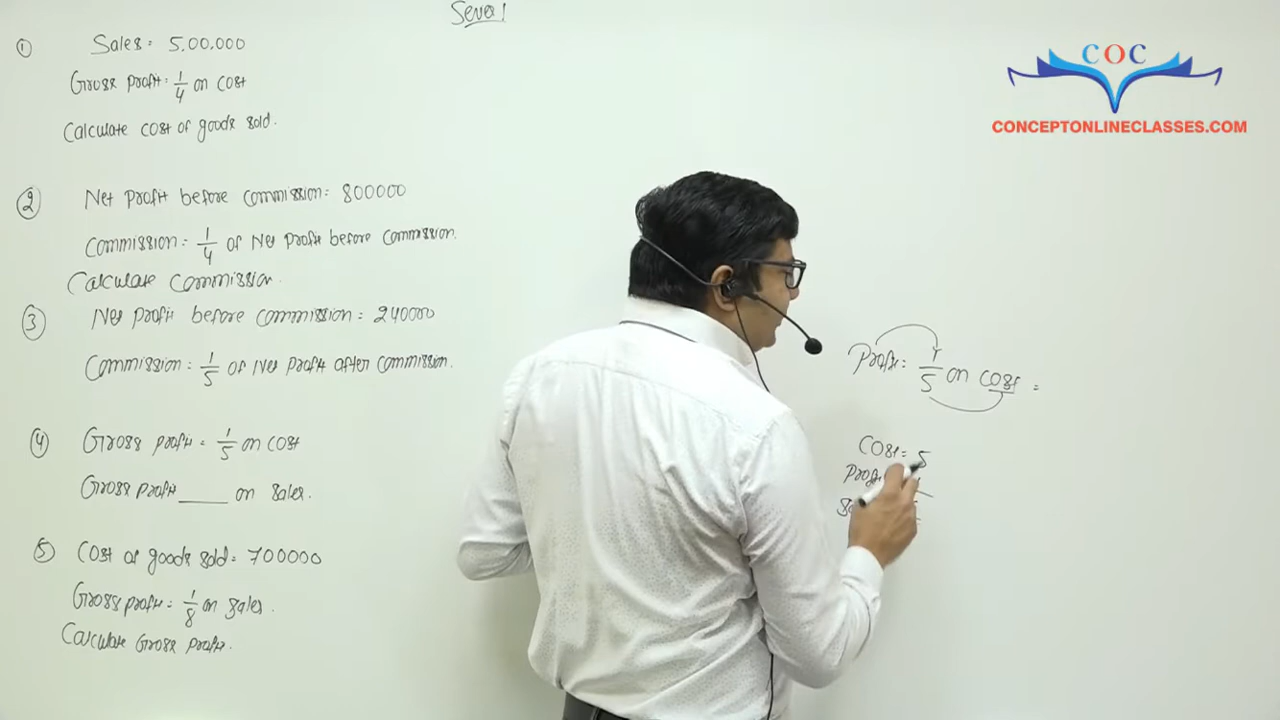 Sever 1
① Sales = 5,00,000
Gross Profit = 1/4 on cost
Calculate cost of goods sold.
② Net Profit before commission = 800000
Commission = 1/4 of Net Profit before commission.
Calculate commission.
③ Net Profit before commission = 240000
Commission = 1/5 of Net Profit after commission.
④ Gross profit = 1/5 on cost
Gross profit ____ on sales.
⑤ Cost of goods sold = 700000
Gross profit = 1/8 on sales.
Calculate Gross profit.
COC
CONCEPTONLINECLASSES.COM
Profit = 1/5 on cost =
Cost = 5